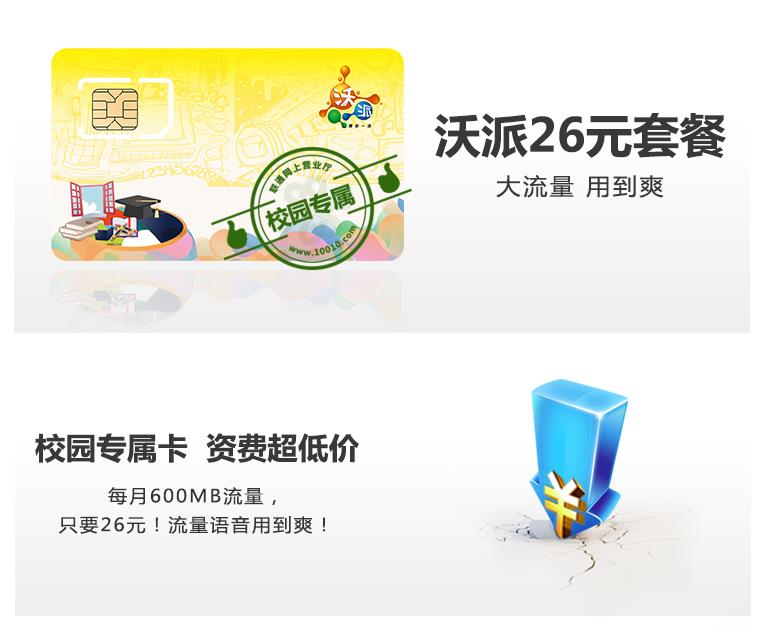 沃派
联通网上营业厅
校园专属
www.10010.com
沃派26元套餐
大流量 用到爽
校园专属卡 资费超低价
每月600MB流量，
只要26元！流量语音用到爽！
¥